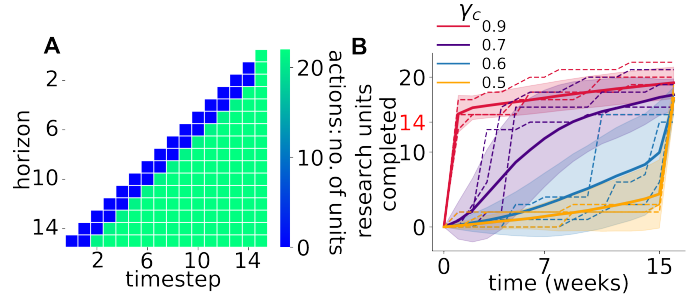 A
horizon
2
6
10
14
2
6
10
14
timestep
20
10
0
actions: no. of units
B
γc
0.9
0.7
0.6
0.5
research units
completed
20
14
10
0
0
7
15
time (weeks)